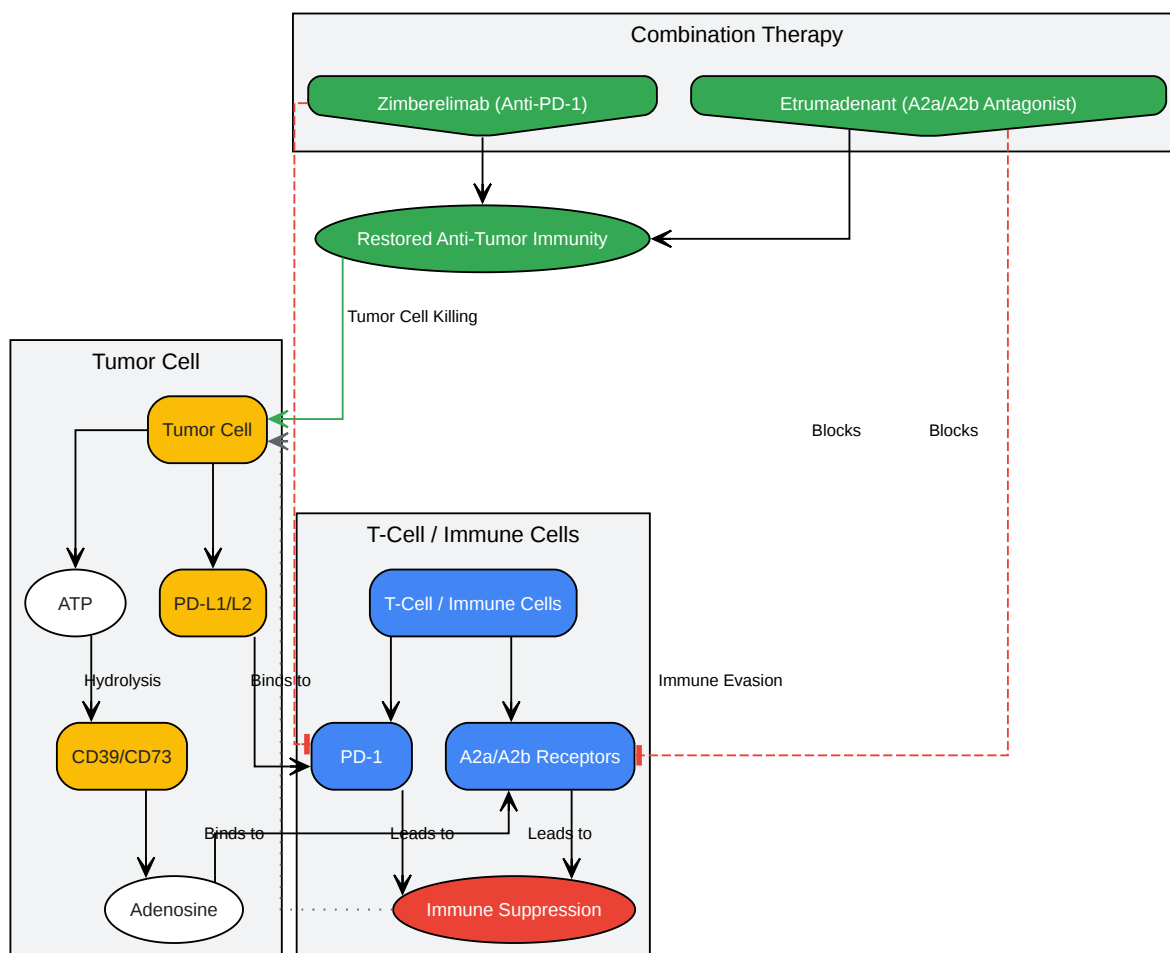 Combination Therapy
Zimberelimab (Anti-PD-1)
Etrumadenant (A2a/A2b Antagonist)
Restored Anti-Tumor Immunity
Tumor Cell Killing
Tumor Cell
Tumor Cell
Blocks
Blocks
T-Cell / Immune Cells
ATP
PD-L1/L2
T-Cell / Immune Cells
Hydrolysis
Binds to
Immune Evasion
CD39/CD73
PD-1
A2a/A2b Receptors
Binds to
Leads to
Leads to
Adenosine
Immune Suppression